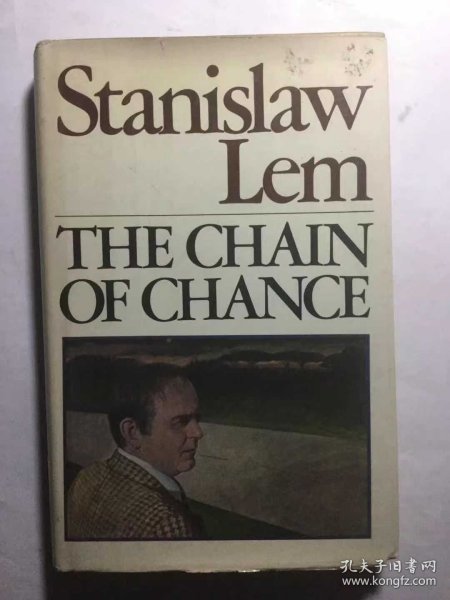 Stanislaw
Lem
THE CHAIN
OF CHANCE
孔夫子旧书网
www.kongfz.com